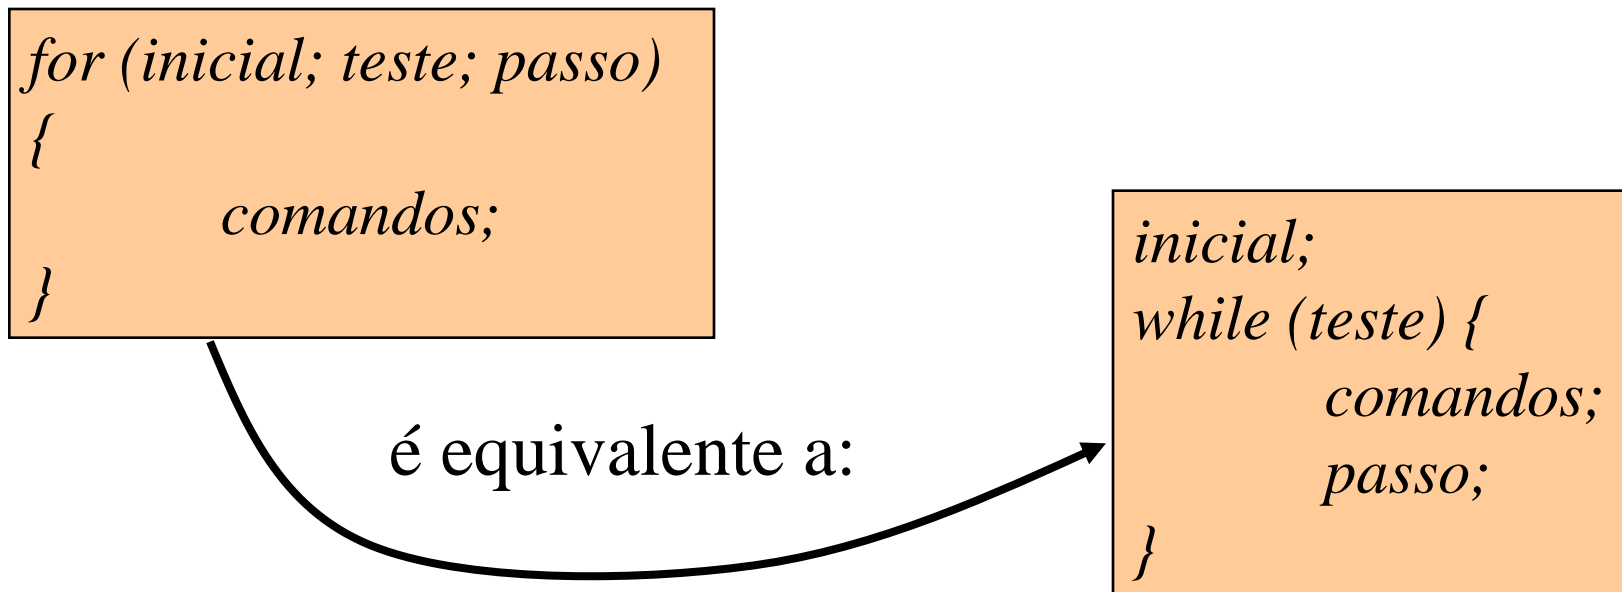 for (inicial; teste; passo)
{
comandos;
}
é equivalente a:
inicial;
while (teste) {
comandos;
passo;
}